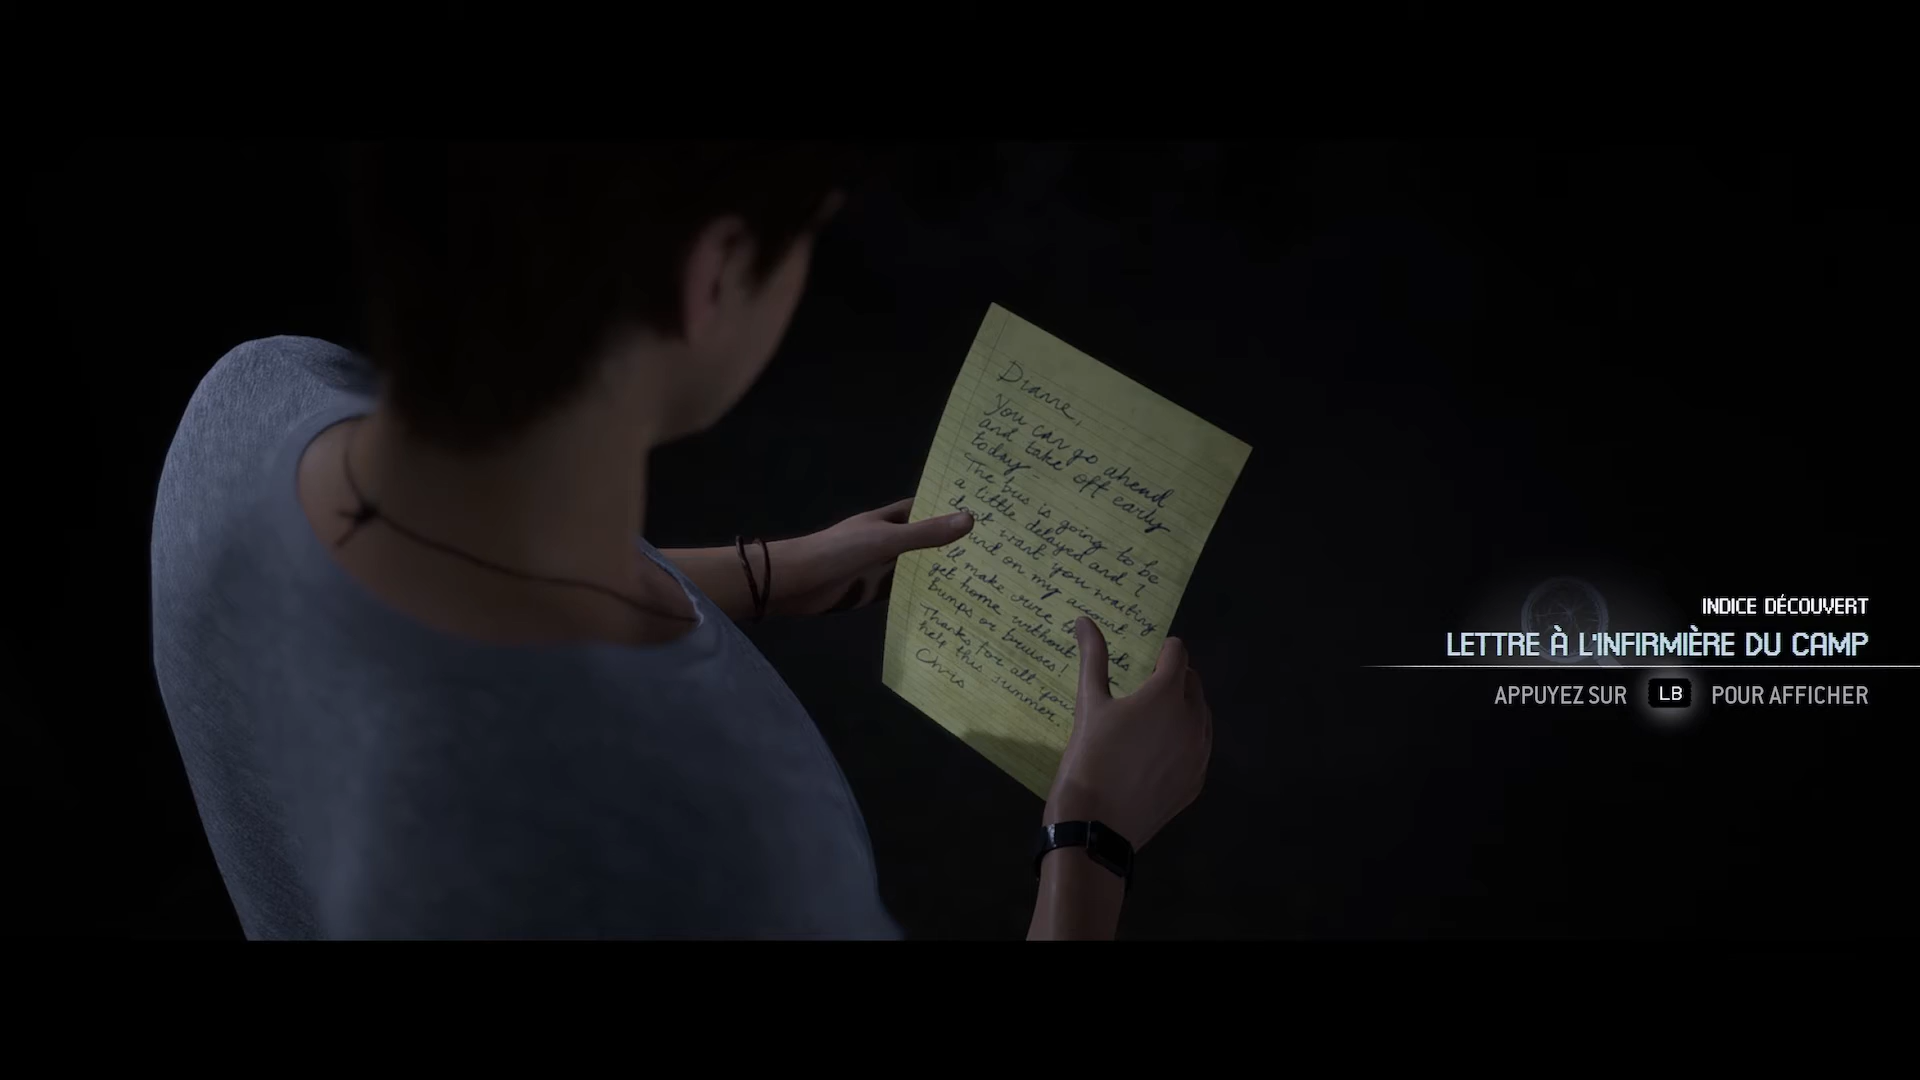 Dianne,
You can go ahead
and take off early
today-
The bus is going to be
a little delayed and I
don't want you waiting
around on my account.
I'll make sure the kids
get home without
bumps or bruises!
Thanks for all your
help this summer.
Chris
INDICE DÉCOUVERT
LETTRE À L'INFIRMIÈRE DU CAMP
APPUYEZ SUR LB POUR AFFICHER